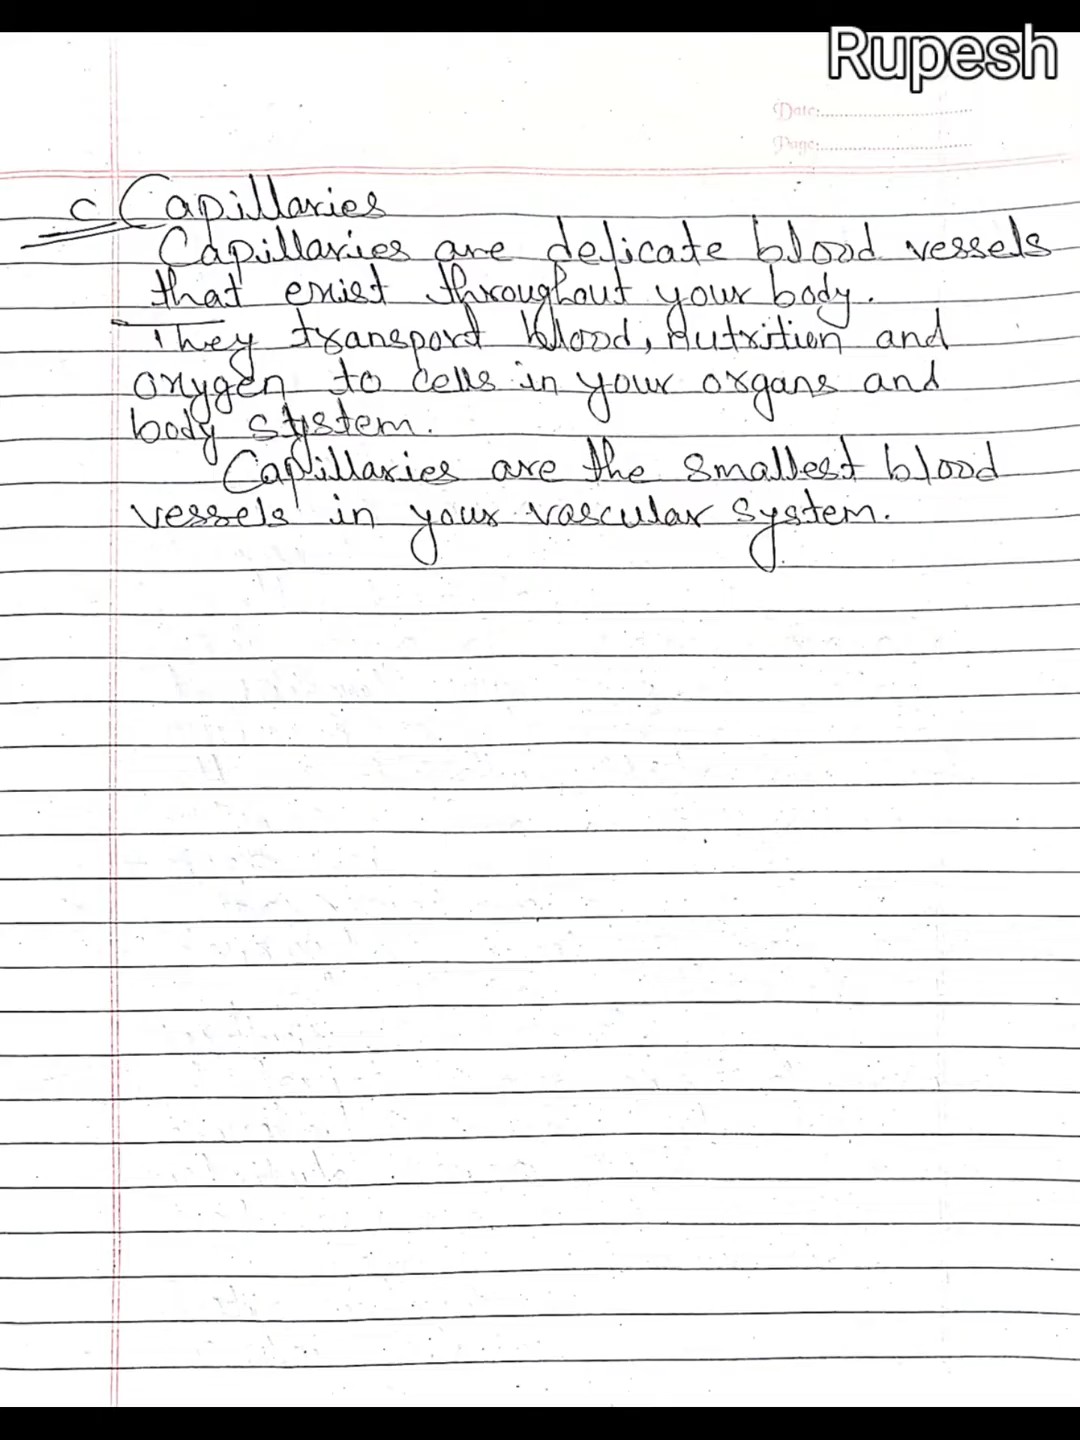 Rupesh
Date:
Page:
C Capillaries
Capillaries are delicate blood vessels
that exist throughout your body.
They transport blood, nutrition and
oxygen to cells in your organs and
body system.
Capillaries are the smallest blood
vessels in your vascular system.